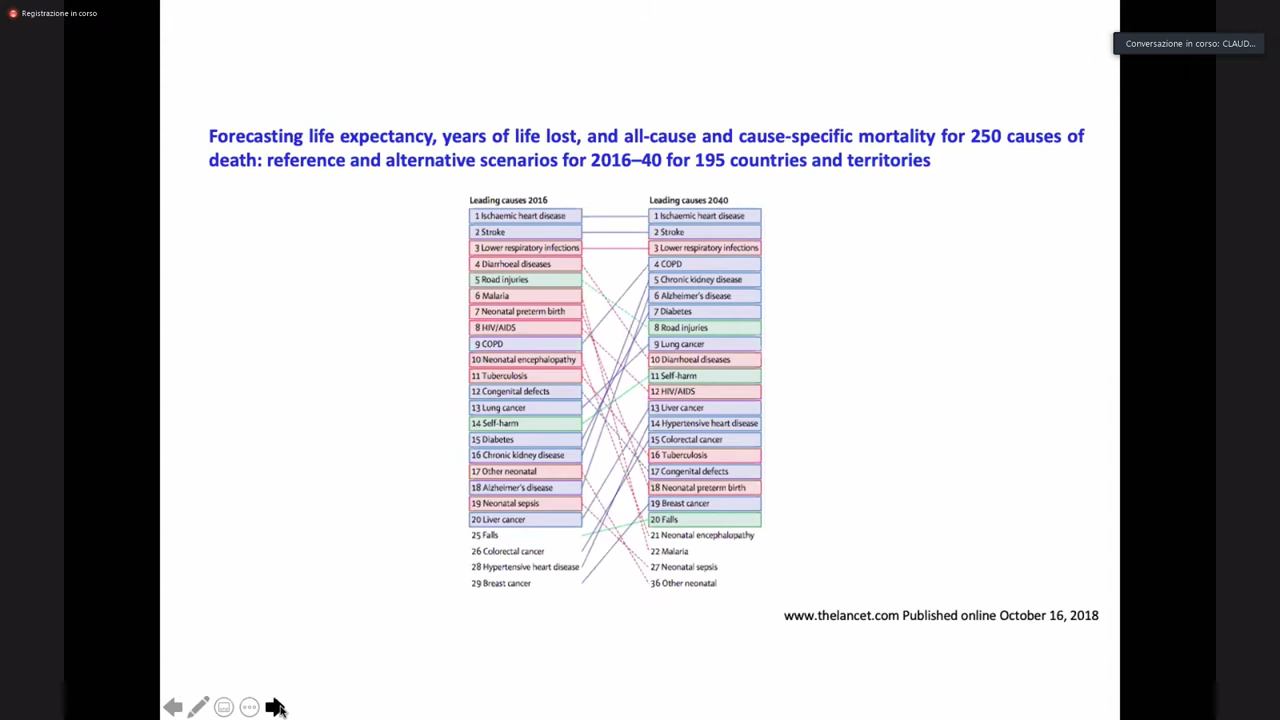 Registrazione in corso
Conversazione in corso: CLAUD...
Forecasting life expectancy, years of life lost, and all-cause and cause-specific mortality for 250 causes of
death: reference and alternative scenarios for 2016–40 for 195 countries and territories
Leading causes 2016
1 Ischaemic heart disease
2 Stroke
3 Lower respiratory infections
4 Diarrhoeal diseases
5 Road injuries
6 Malaria
7 Neonatal preterm birth
8 HIV/AIDS
9 COPD
10 Neonatal encephalopathy
11 Tuberculosis
12 Congenital defects
13 Lung cancer
14 Self-harm
15 Diabetes
16 Chronic kidney disease
17 Other neonatal
18 Alzheimer's disease
19 Neonatal sepsis
20 Liver cancer
25 Falls
26 Colorectal cancer
28 Hypertensive heart disease
29 Breast cancer
Leading causes 2040
1 Ischaemic heart disease
2 Stroke
3 Lower respiratory infections
4 COPD
5 Chronic kidney disease
6 Alzheimer's disease
7 Diabetes
8 Road injuries
9 Lung cancer
10 Diarrhoeal diseases
11 Self-harm
12 HIV/AIDS
13 Liver cancer
14 Hypertensive heart disease
15 Colorectal cancer
16 Tuberculosis
17 Congenital defects
18 Neonatal preterm birth
19 Breast cancer
20 Falls
21 Neonatal encephalopathy
22 Malaria
27 Neonatal sepsis
36 Other neonatal
www.thelancet.com Published online October 16, 2018